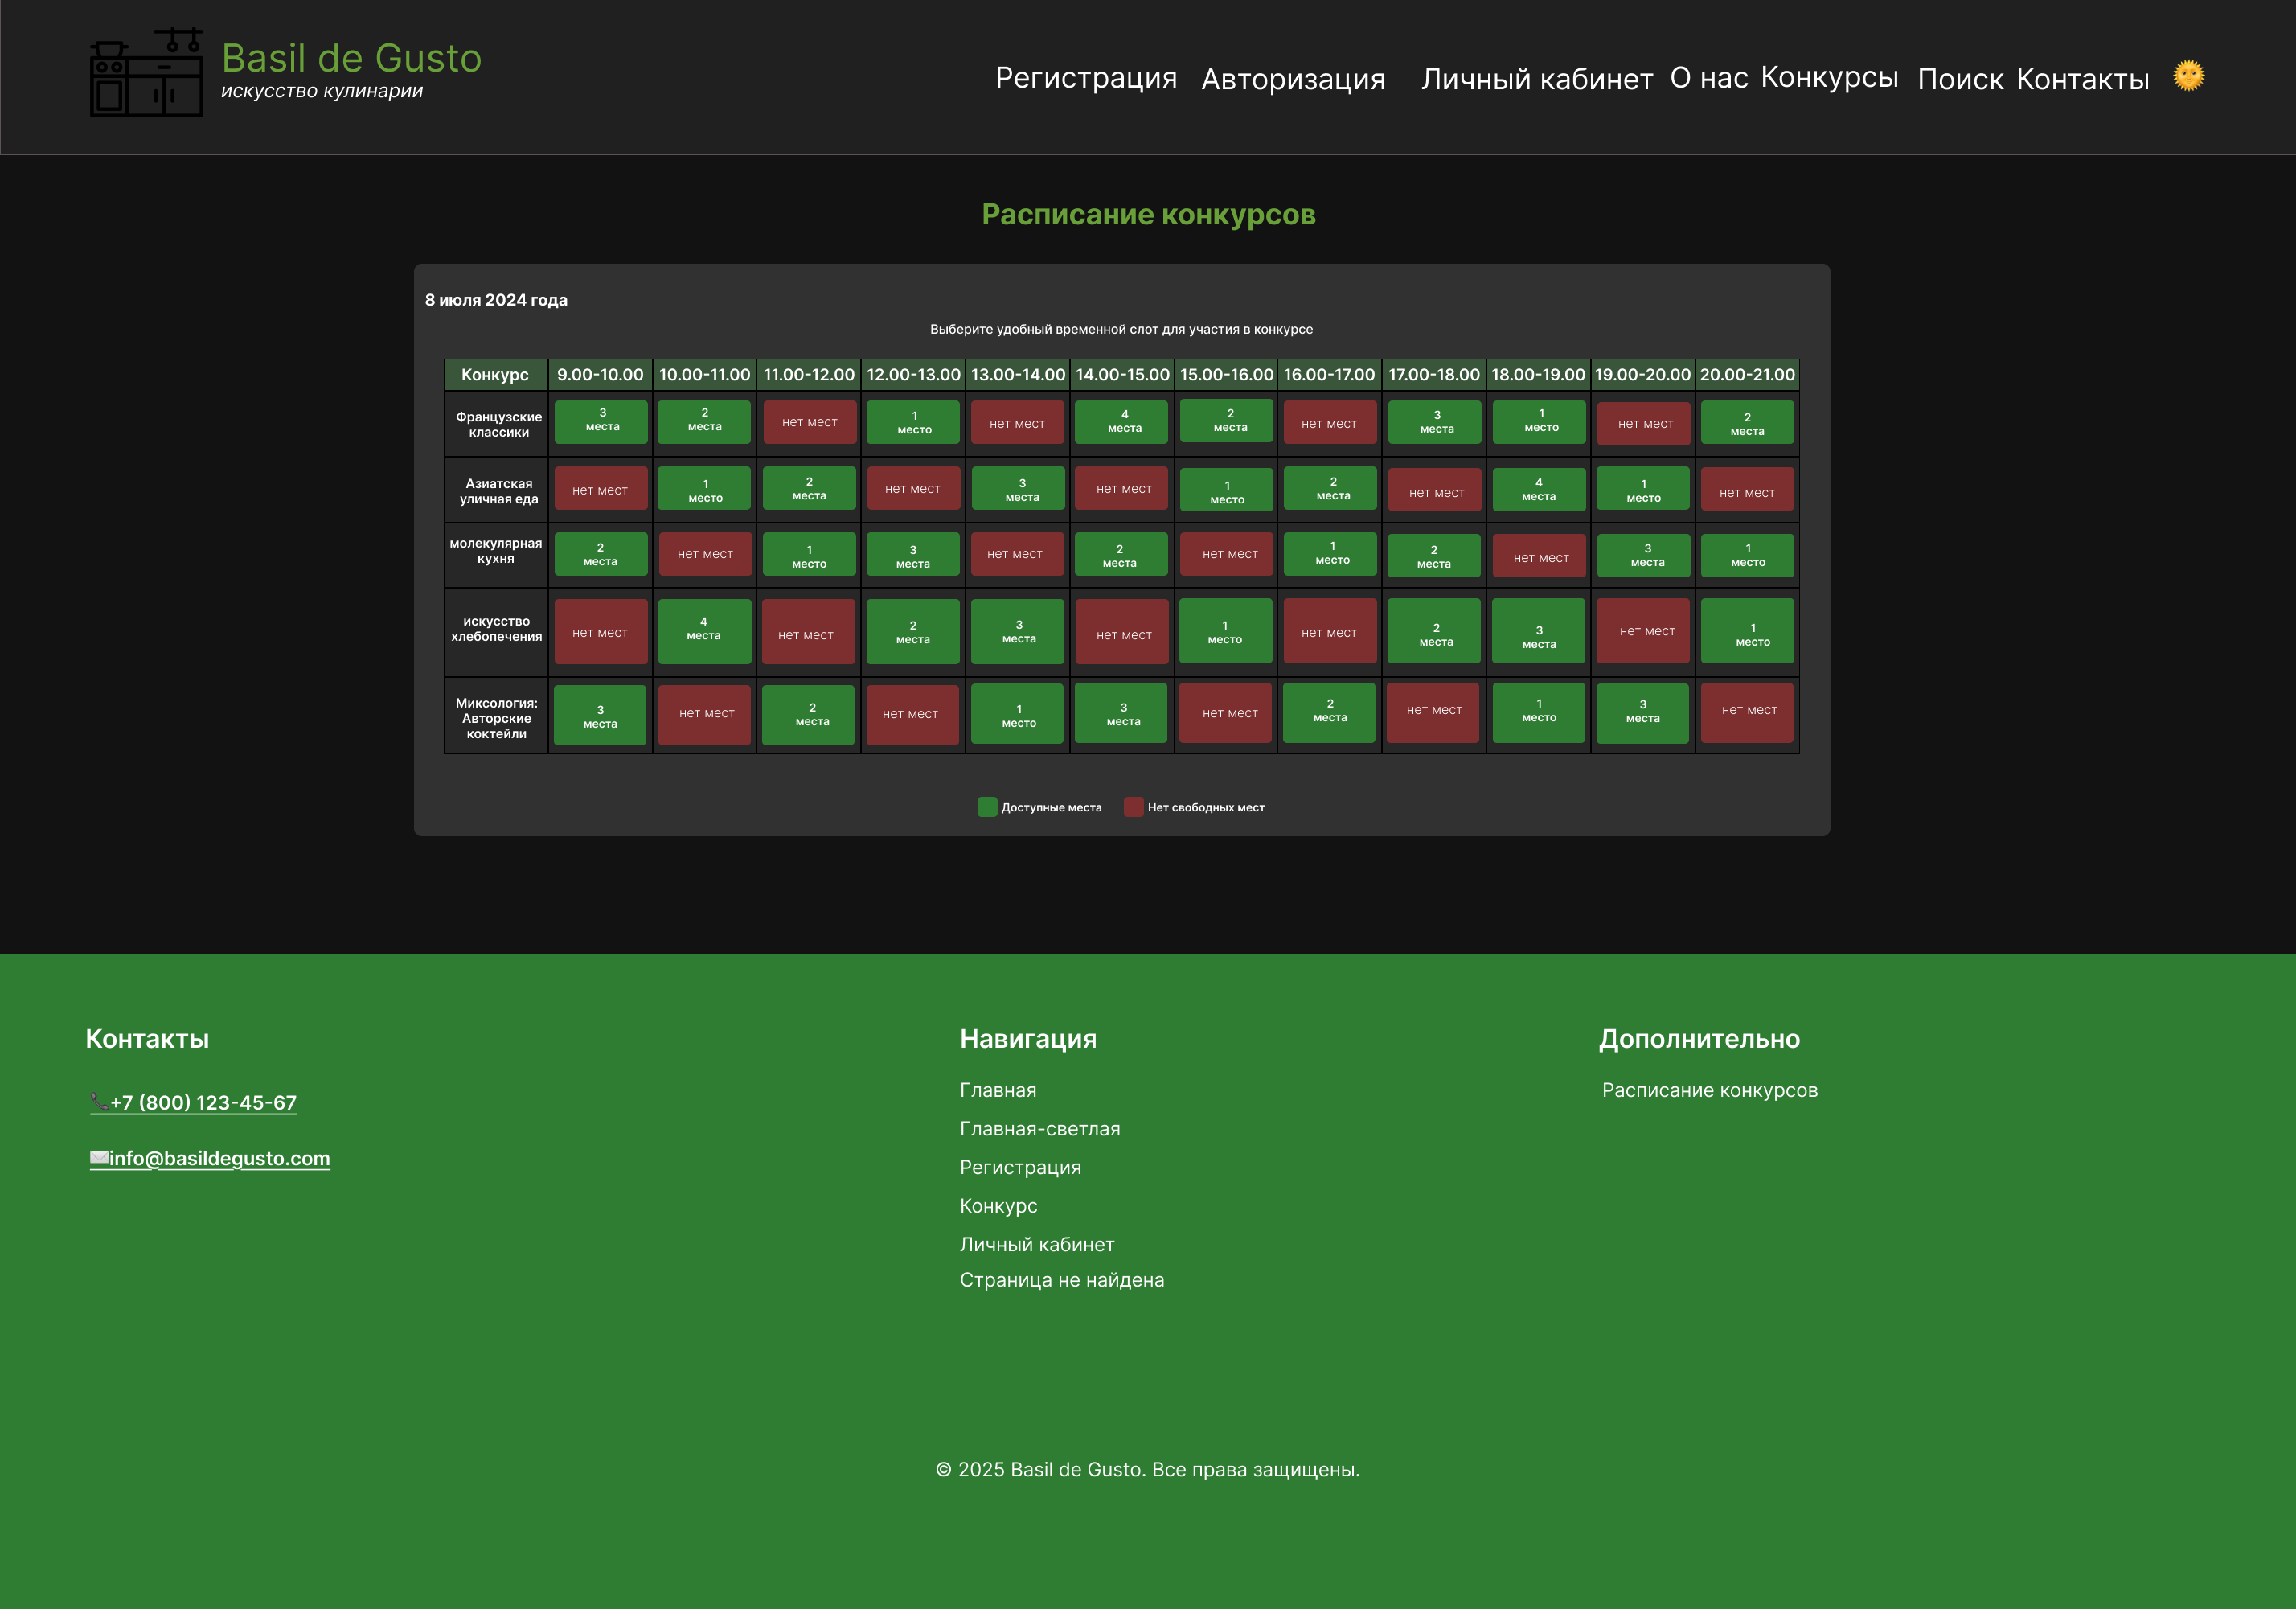 Basil de Gusto
искусство кулинарии
Регистрация Авторизация Личный кабинет О нас Конкурсы Поиск Контакты
Расписание конкурсов
8 июля 2024 года
Выберите удобный временной слот для участия в конкурсе
Конкурс 9.00-10.00 10.00-11.00 11.00-12.00 12.00-13.00 13.00-14.00 14.00-15.00 15.00-16.00 16.00-17.00 17.00-18.00 18.00-19.00 19.00-20.00 20.00-21.00
Французские классики 3 места 2 места нет мест 1 место нет мест 4 места 2 места нет мест 3 места 1 место нет мест 2 места
Азиатская уличная еда нет мест 1 место 2 места нет мест 3 места нет мест 1 место 2 места нет мест 4 места 1 место нет мест
молекулярная кухня 2 места нет мест 1 место 3 места нет мест 2 места нет мест 1 место 2 места нет мест 3 места 1 место
искусство хлебопечения нет мест 4 места нет мест 2 места 3 места нет мест 1 место нет мест 2 места 3 места нет мест 1 место
Миксология: Авторские коктейли 3 места нет мест 2 места нет мест 1 место 3 места нет мест 2 места нет мест 1 место 3 места нет мест
Доступные места Нет свободных мест
Контакты
+7 (800) 123-45-67
info@basildegusto.com
Навигация
Главная
Главная-светлая
Регистрация
Конкурс
Личный кабинет
Страница не найдена
Дополнительно
Расписание конкурсов
© 2025 Basil de Gusto. Все права защищены.